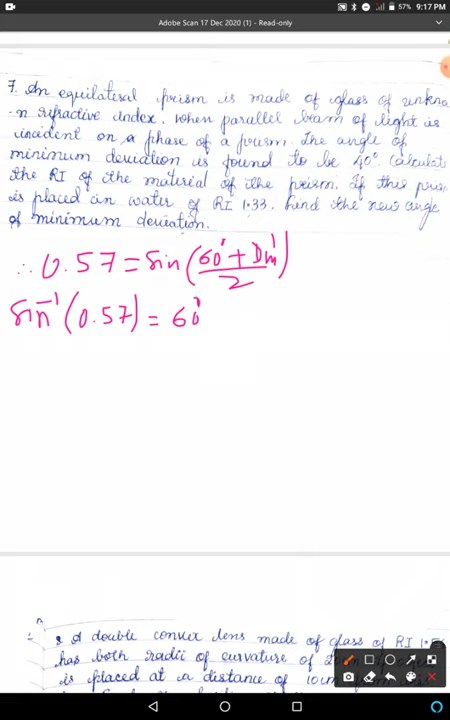 57% 9:17 PM
Adobe Scan 17 Dec 2020 (1) - Read-only
7. An equilateral prism is made of glass of unkno
-n refractive index, when parallel beam of light is
incident on a phase of a prism. The angle of
minimum deviation is found to be 40°. Calculate
the RI of the material of the prism. If this prism
is placed in water of RI 1.33, find the new angle
of minimum deviation.
∴ 0.57 = sin (60° + Dm' / 2)
sin⁻¹ (0.57) = 60°
A double convex lens made of glass of RI 1.5
has both radii of curvature of
is placed at a distance of 10cm